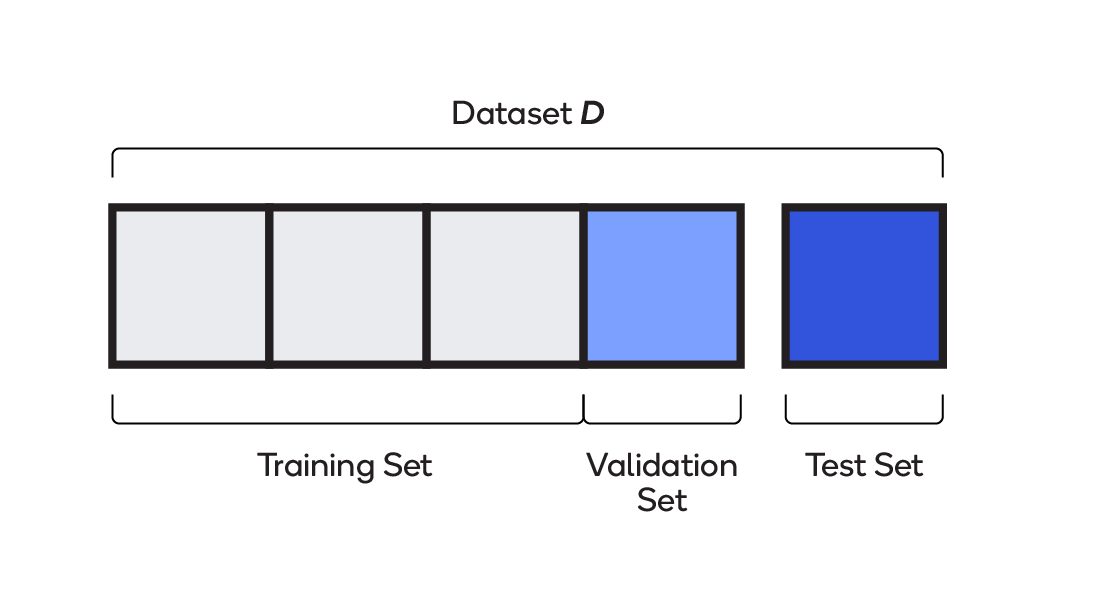 Dataset D
Training Set
Validation
Set
Test Set